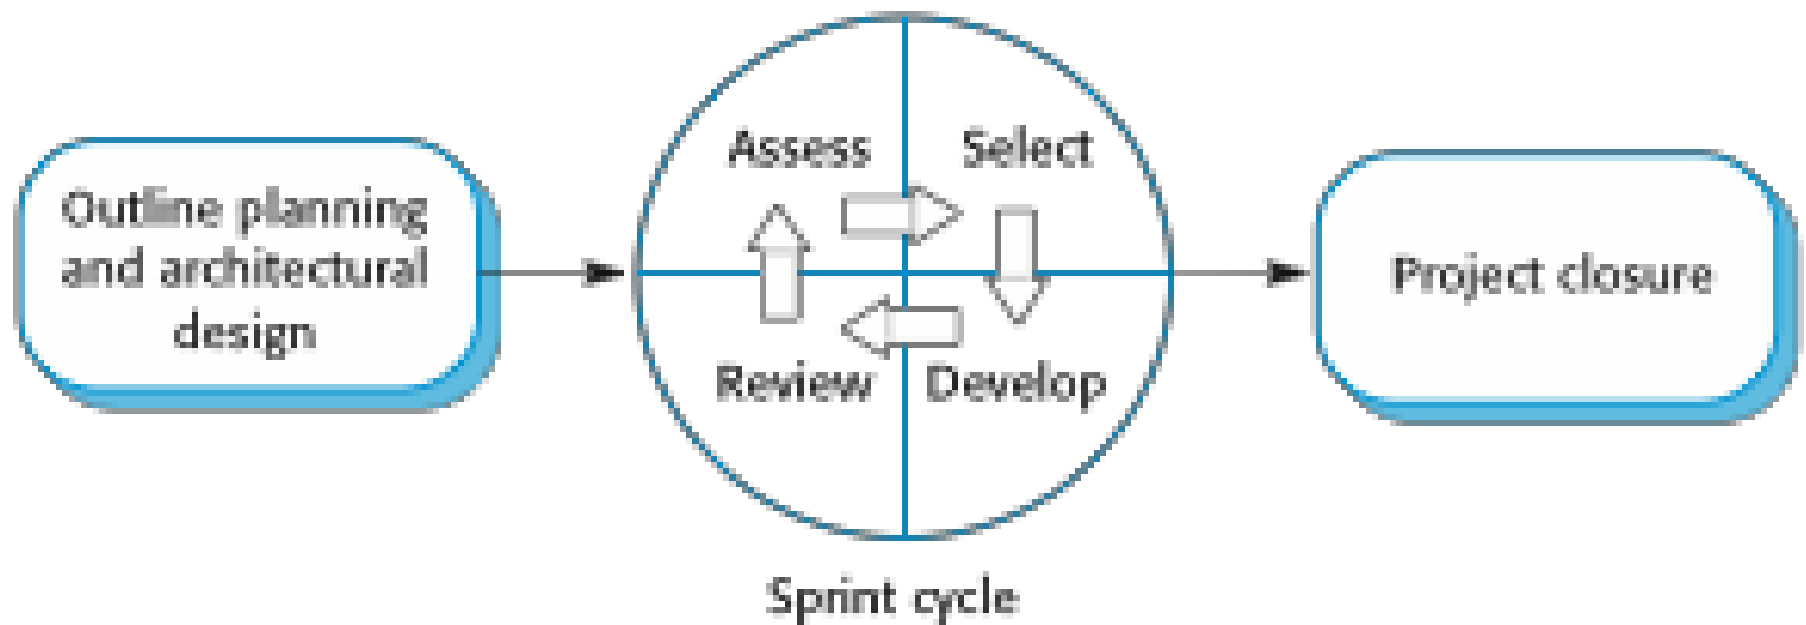 Assess
Select
Outline planning
and architectural
design
Project closure
Review
Develop
Sprint cycle